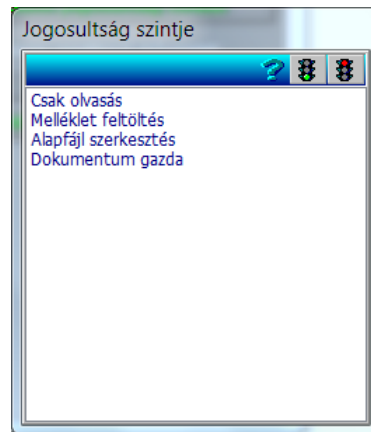 Jogosultság szintje
Csak olvasás
Melléklet feltöltés
Alapfájl szerkesztés
Dokumentum gazda